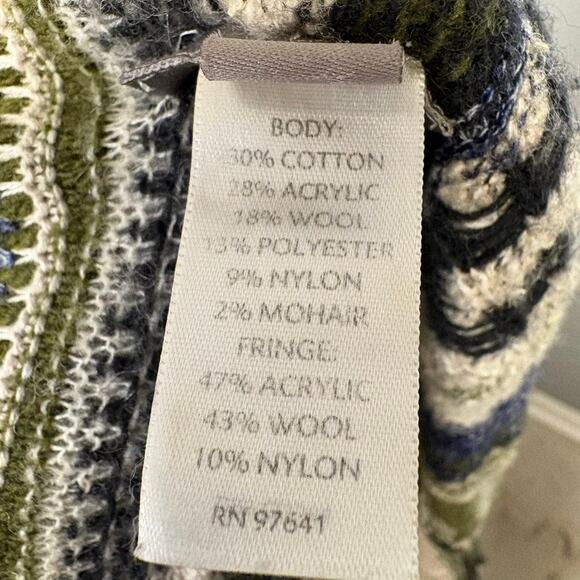 BODY:
30% COTTON
28% ACRYLIC
18% WOOL
13% POLYESTER
9% NYLON
2% MOHAIR
FRINGE:
47% ACRYLIC
43% WOOL
10% NYLON
RN 97641